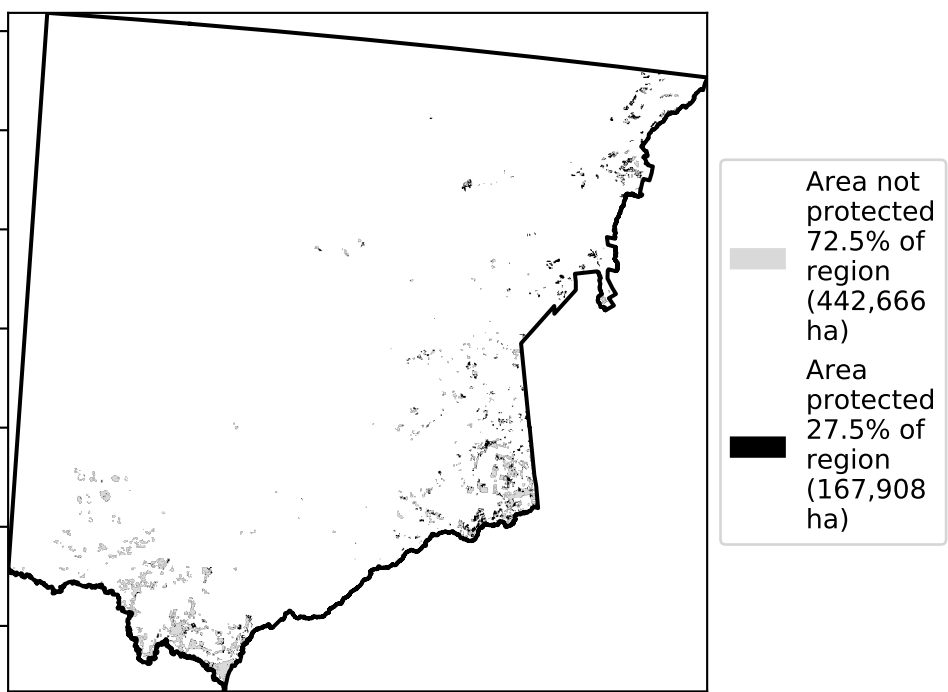 Area not
protected
72.5% of
region
(442,666
ha)
Area
protected
27.5% of
region
(167,908
ha)